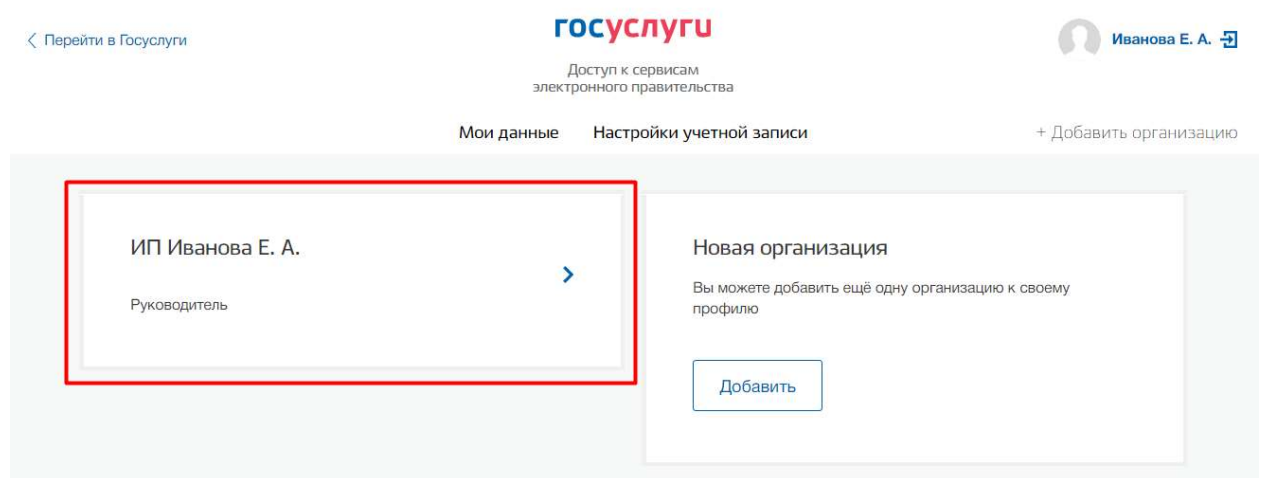 Перейти в Госуслуги
госуслуги
Иванова Е. А.
Доступ к сервисам
электронного правительства
Мои данные
Настройки учетной записи
+ Добавить организацию
ИП Иванова Е. А.
Руководитель
Новая организация
Вы можете добавить ещё одну организацию к своему
профилю
Добавить